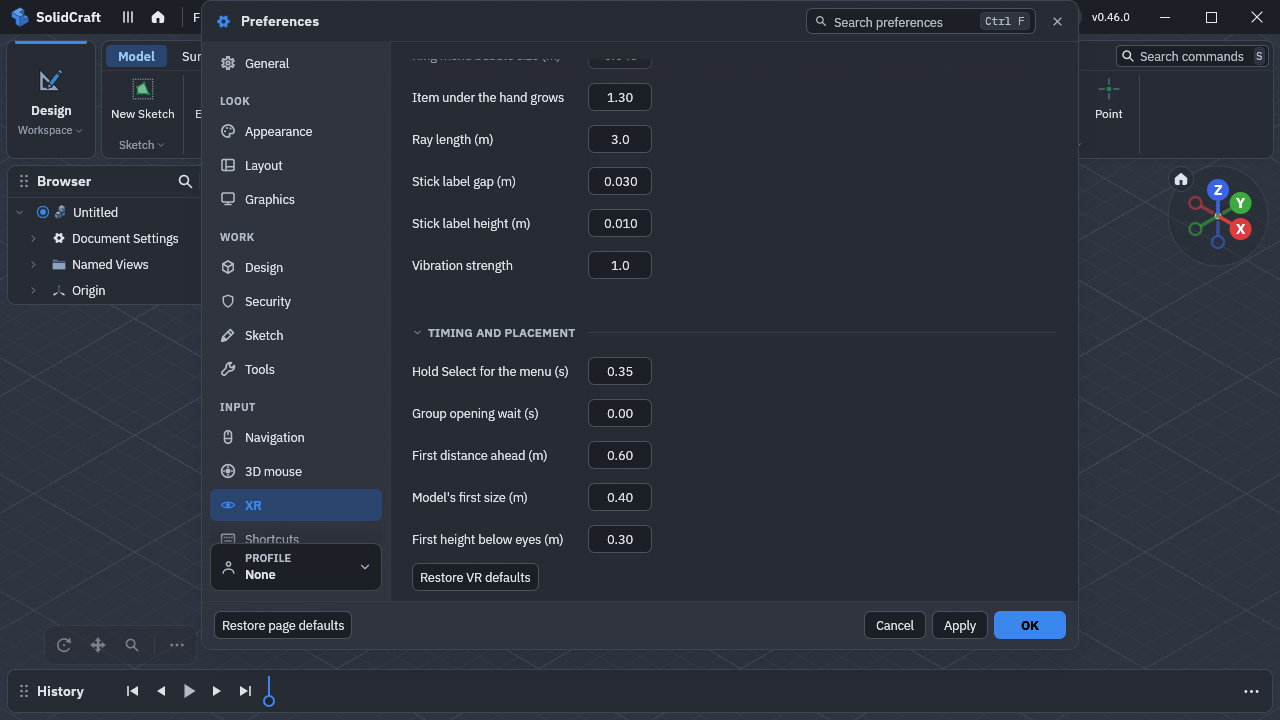 SolidCraft
F
Preferences
Search preferences
Ctrl F
v0.46.0
Design
Workspace
Model
Sur
New Sketch
E
Sketch
Search commands
S
Point
Browser
Untitled
Document Settings
Named Views
Origin
Z
Y
X
General
LOOK
Appearance
Layout
Graphics
WORK
Design
Security
Sketch
Tools
INPUT
Navigation
3D mouse
XR
Shortcuts
PROFILE
None
Item under the hand grows
1.30
Ray length (m)
3.0
Stick label gap (m)
0.030
Stick label height (m)
0.010
Vibration strength
1.0
TIMING AND PLACEMENT
Hold Select for the menu (s)
0.35
Group opening wait (s)
0.00
First distance ahead (m)
0.60
Model's first size (m)
0.40
First height below eyes (m)
0.30
Restore VR defaults
Restore page defaults
Cancel
Apply
OK
History